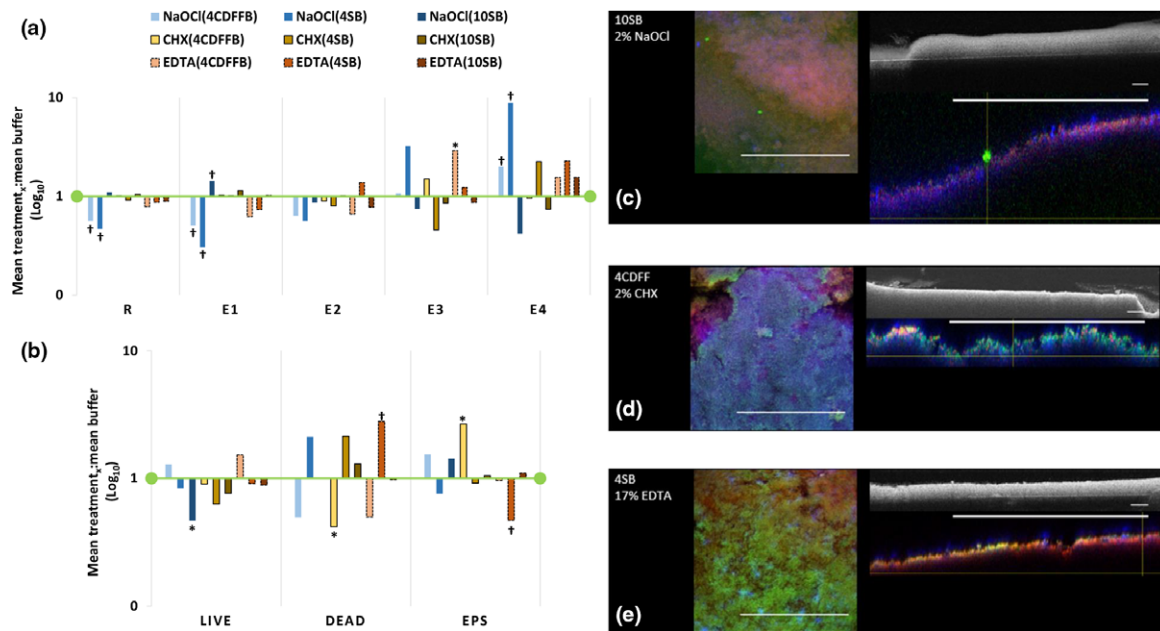 (a)
NaOCl(4CDFFB) NaOCl(4SB) NaOCl(10SB)
CHX(4CDFFB) CHX(4SB) CHX(10SB)
EDTA(4CDFFB) EDTA(4SB) EDTA(10SB)
Mean treatmentₓ:mean buffer
(Log₁₀)
10
1
0
† † † † † * † †
R E1 E2 E3 E4
(b)
Mean treatmentₓ:mean buffer
(Log₁₀)
10
1
0
* * † * †
LIVE DEAD EPS
10SB
2% NaOCl
(c)
4CDFF
2% CHX
(d)
4SB
17% EDTA
(e)